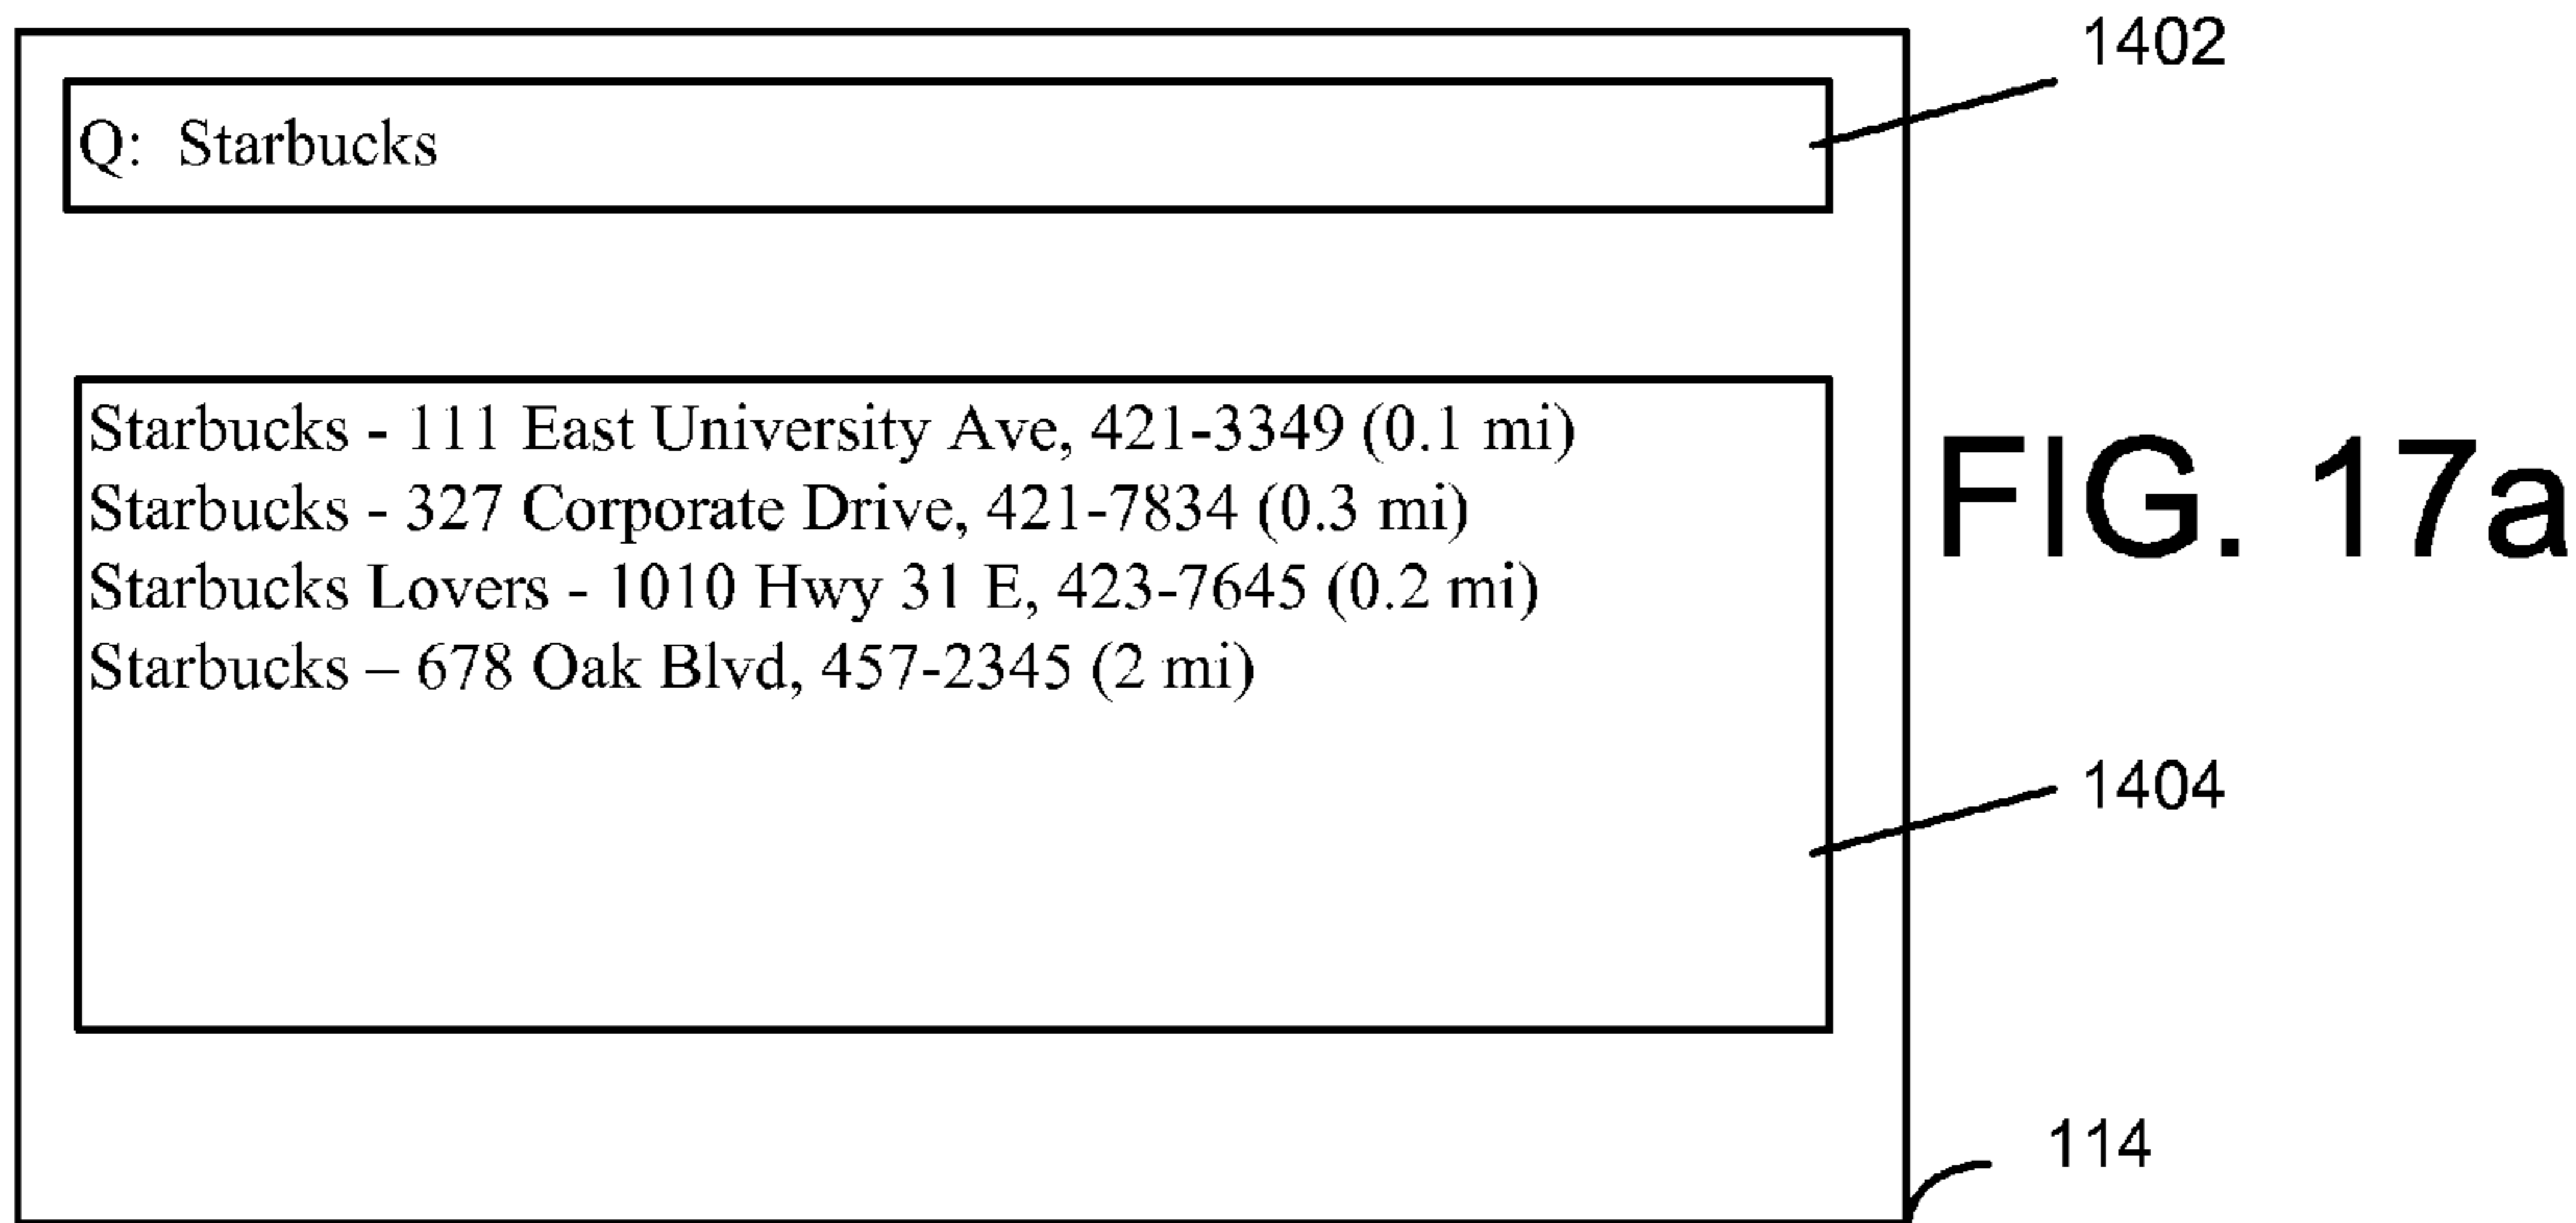 1402
Q: Starbucks
Starbucks - 111 East University Ave, 421-3349 (0.1 mi)
Starbucks - 327 Corporate Drive, 421-7834 (0.3 mi)
Starbucks Lovers - 1010 Hwy 31 E, 423-7645 (0.2 mi)
Starbucks – 678 Oak Blvd, 457-2345 (2 mi)
FIG. 17a
1404
114